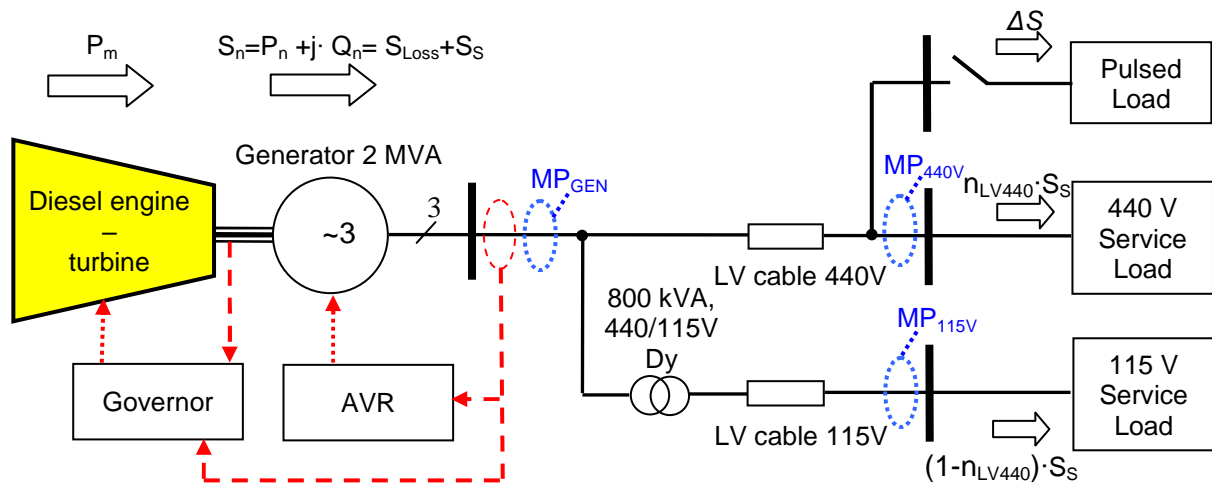 P_m
S_n=P_n +j· Q_n= S_Loss+S_S
ΔS
Pulsed
Load
Generator 2 MVA
MP_GEN
MP_440V
n_LV440·S_S
Diesel engine
–
turbine
~3
3
440 V
Service
Load
LV cable 440V
800 kVA,
440/115V
Dy
MP_115V
Governor
AVR
115 V
Service
Load
LV cable 115V
(1-n_LV440)·S_S